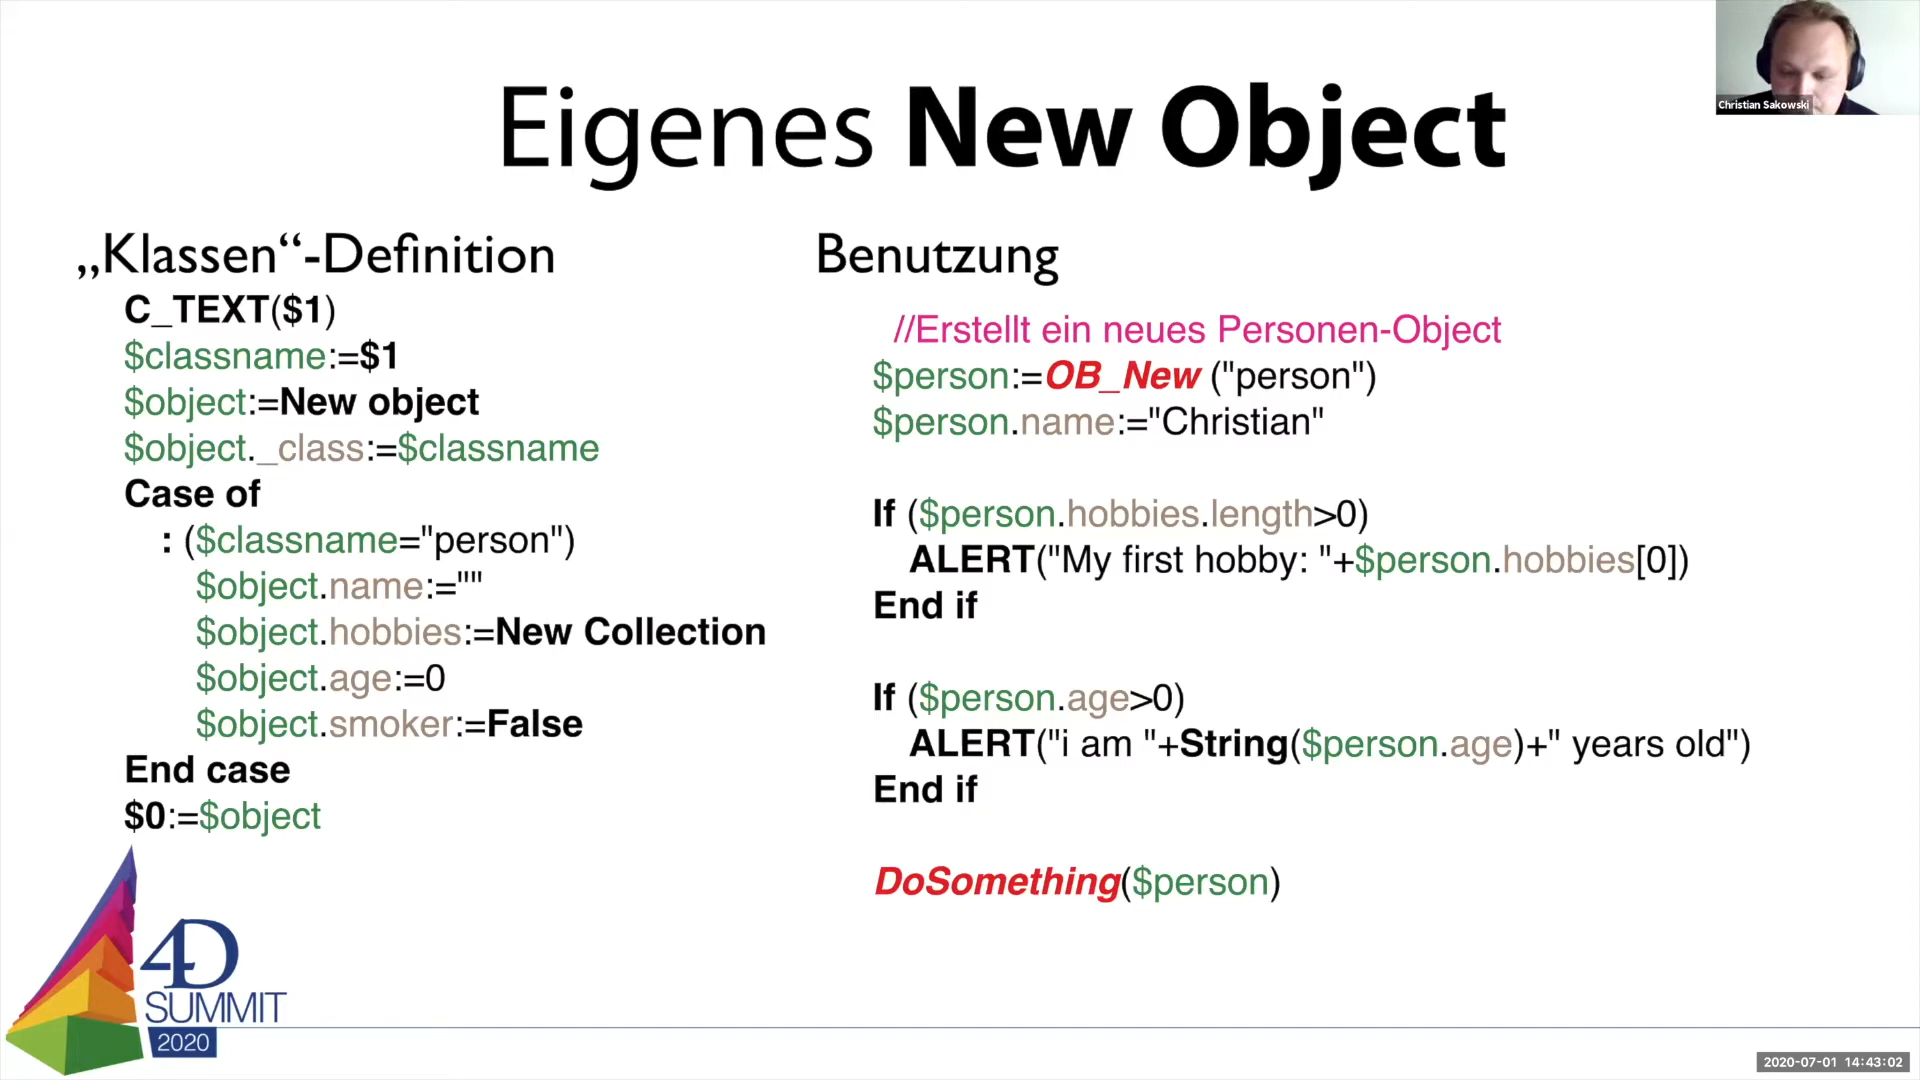 Eigenes New Object
Christian Sakowski
„Klassen“-Definition
C_TEXT($1)
$classname:=$1
$object:=New object
$object._class:=$classname
Case of
: ($classname="person")
$object.name:=""
$object.hobbies:=New Collection
$object.age:=0
$object.smoker:=False
End case
$0:=$object
Benutzung
//Erstellt ein neues Personen-Object
$person:=OB_New ("person")
$person.name:="Christian"
If ($person.hobbies.length>0)
ALERT("My first hobby: "+$person.hobbies[0])
End if
If ($person.age>0)
ALERT("i am "+String($person.age)+" years old")
End if
DoSomething($person)
4D
SUMMIT
2020
2020-07-01 14:43:02